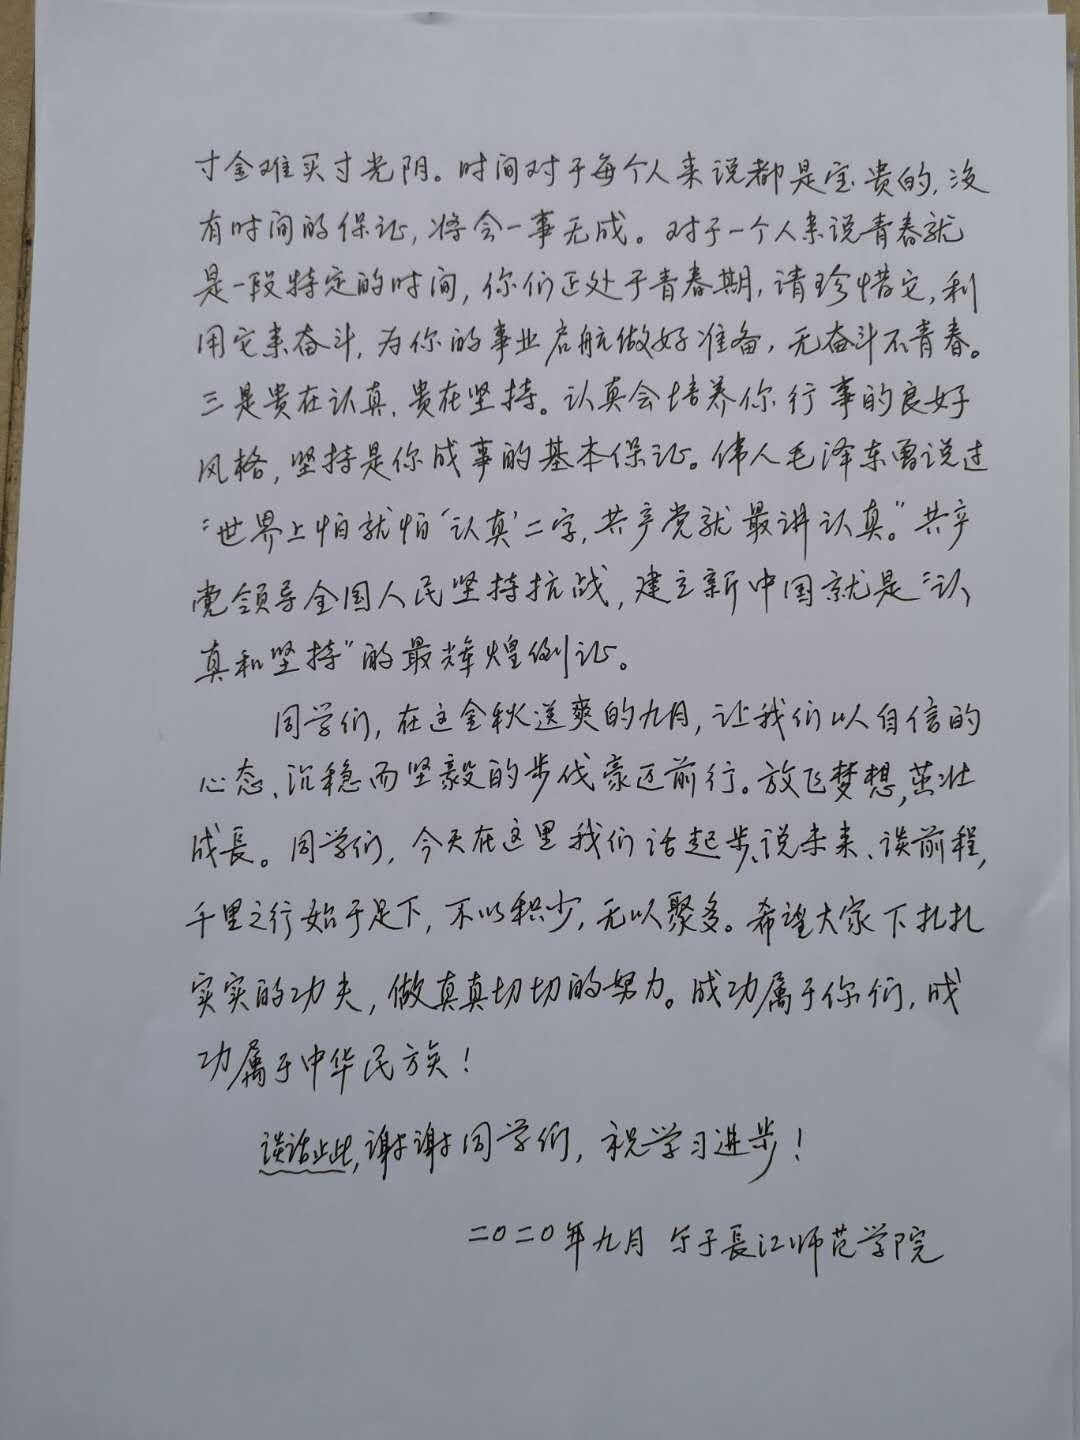 寸金难买寸光阴。时间对于每个人来说都是宝贵的,没
有时间的保证,将会一事无成。对于一个人来说青春就
是一段特定的时间,你们正处于青春期,请珍惜它,利
用它来奋斗,为你的事业启航做好准备,无奋斗不青春。
三是贵在认真、贵在坚持。认真会培养你行事的良好
风格,坚持是你成事的基本保证。伟人毛泽东曾说过
“世界上怕就怕‘认真’二字,共产党就最讲认真。”共产
党领导全国人民坚持抗战,建立新中国就是“认
真和坚持”的最辉煌例证。
同学们,在这金秋送爽的九月,让我们以自信的
心态、沉稳而坚毅的步伐豪迈前行。放飞梦想,茁壮
成長。同学们,今天在这里我们话起步、说未来、谈前程,
千里之行始于足下,不以积少,无以聚多。希望大家下扎扎
实实的功夫,做真真切切的努力。成功属于你们,成
功属于中华民族!
谈话止此,谢谢同学们,祝学习进步!
二〇二〇年九月 于長江师范学院